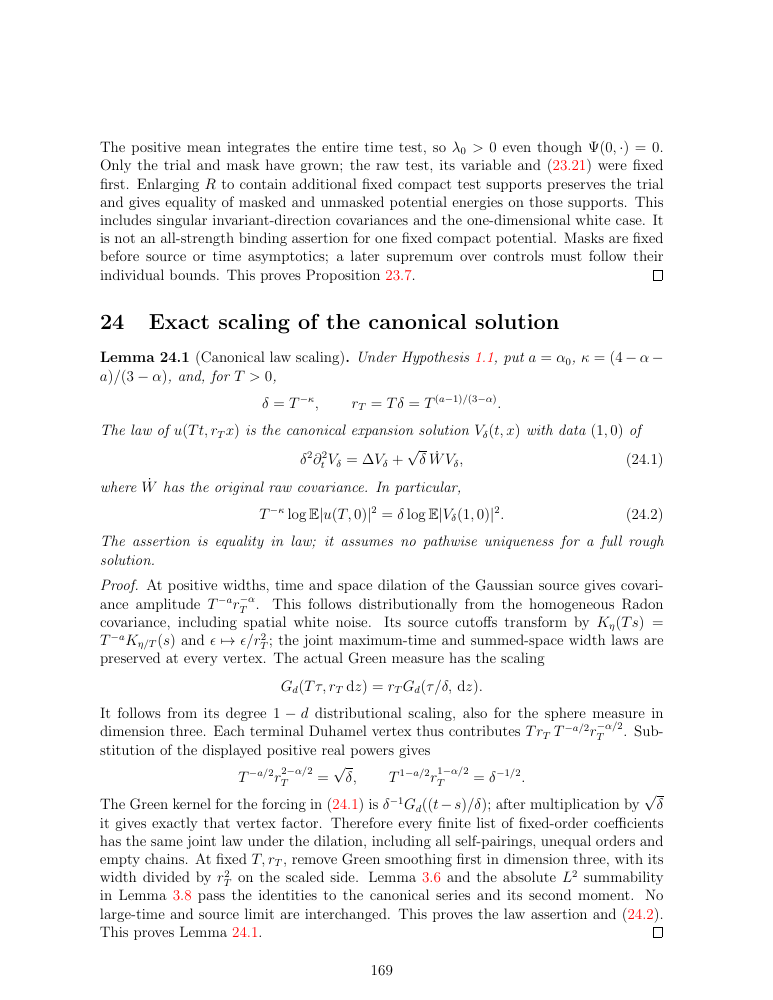 The positive mean integrates the entire time test, so λ₀ > 0 even though Ψ(0, ·) = 0.
Only the trial and mask have grown; the raw test, its variable and (23.21) were fixed
first. Enlarging R to contain additional fixed compact test supports preserves the trial
and gives equality of masked and unmasked potential energies on those supports. This
includes singular invariant-direction covariances and the one-dimensional white case. It
is not an all-strength binding assertion for one fixed compact potential. Masks are fixed
before source or time asymptotics; a later supremum over controls must follow their
individual bounds. This proves Proposition 23.7. □
24 Exact scaling of the canonical solution
Lemma 24.1 (Canonical law scaling). Under Hypothesis 1.1, put a = α₀, κ = (4 − α −
a)/(3 − α), and, for T > 0,
δ = T^{−κ}, r_T = Tδ = T^{(a−1)/(3−α)}.
The law of u(Tt, r_T x) is the canonical expansion solution V_δ(t, x) with data (1, 0) of
δ²∂_t²V_δ = ΔV_δ + √δ ẆV_δ, (24.1)
where Ẇ has the original raw covariance. In particular,
T^{−κ} log 𝔼|u(T, 0)|² = δ log 𝔼|V_δ(1, 0)|². (24.2)
The assertion is equality in law; it assumes no pathwise uniqueness for a full rough
solution.
Proof. At positive widths, time and space dilation of the Gaussian source gives covari-
ance amplitude T^{−a}r_T^{−α}. This follows distributionally from the homogeneous Radon
covariance, including spatial white noise. Its source cutoffs transform by K_η(Ts) =
T^{−a}K_{η/T}(s) and ϵ ↦ ϵ/r_T²; the joint maximum-time and summed-space width laws are
preserved at every vertex. The actual Green measure has the scaling
G_d(Tτ, r_T dz) = r_T G_d(τ/δ, dz).
It follows from its degree 1 − d distributional scaling, also for the sphere measure in
dimension three. Each terminal Duhamel vertex thus contributes Tr_T T^{−a/2}r_T^{−α/2}. Sub-
stitution of the displayed positive real powers gives
T^{−a/2}r_T^{2−α/2} = √δ, T^{1−a/2}r_T^{1−α/2} = δ^{−1/2}.
The Green kernel for the forcing in (24.1) is δ^{−1}G_d((t − s)/δ); after multiplication by √δ
it gives exactly that vertex factor. Therefore every finite list of fixed-order coefficients
has the same joint law under the dilation, including all self-pairings, unequal orders and
empty chains. At fixed T, r_T, remove Green smoothing first in dimension three, with its
width divided by r_T² on the scaled side. Lemma 3.6 and the absolute L² summability
in Lemma 3.8 pass the identities to the canonical series and its second moment. No
large-time and source limit are interchanged. This proves the law assertion and (24.2).
This proves Lemma 24.1. □
169